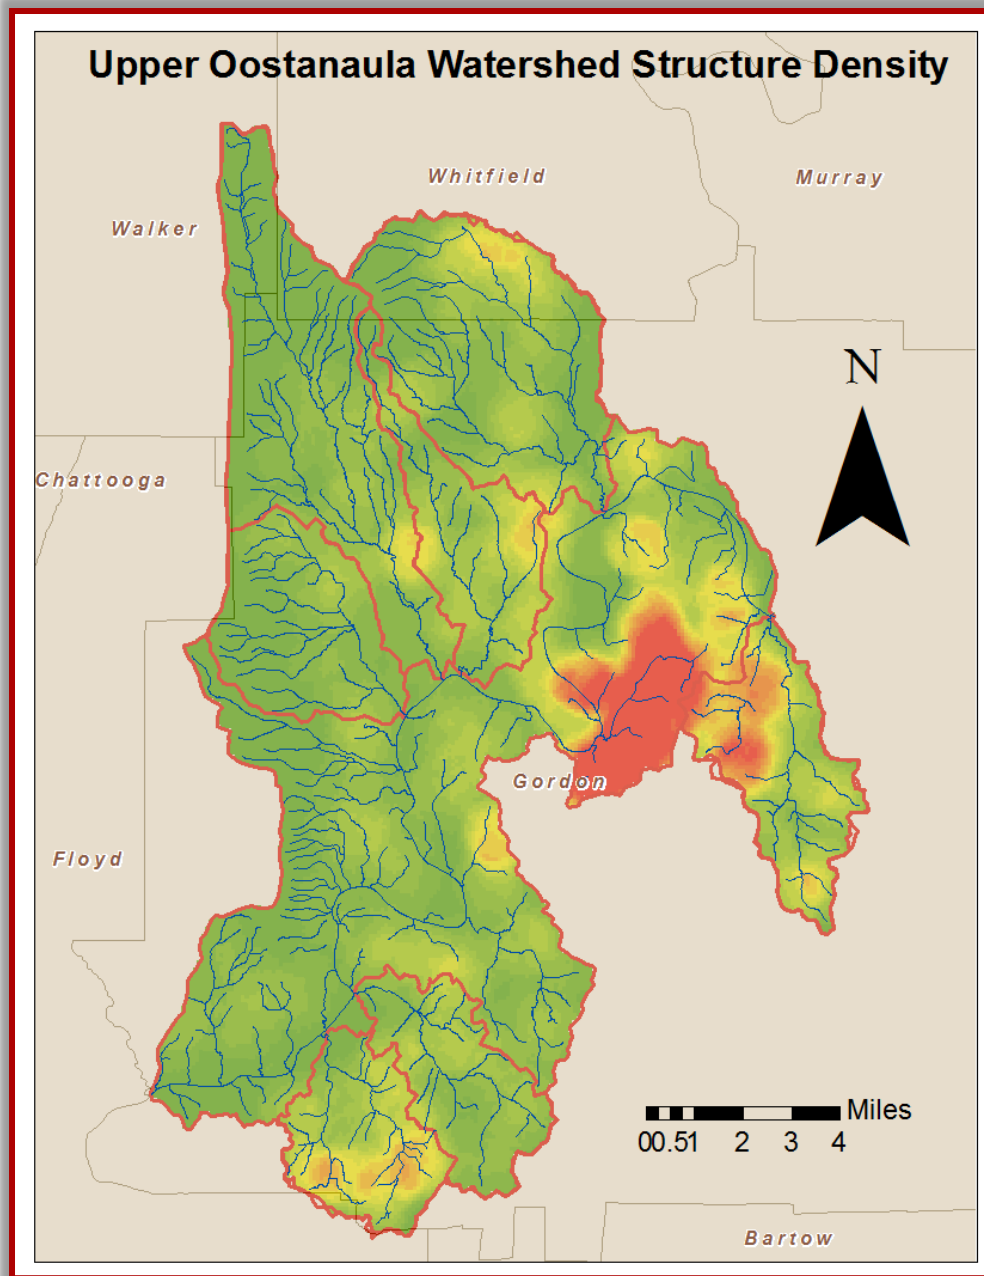 Upper Oostanaula Watershed Structure Density
Whitfield
Murray
Walker
N
Chattooga
Gordon
Floyd
Miles
00.51 2 3 4
Bartow